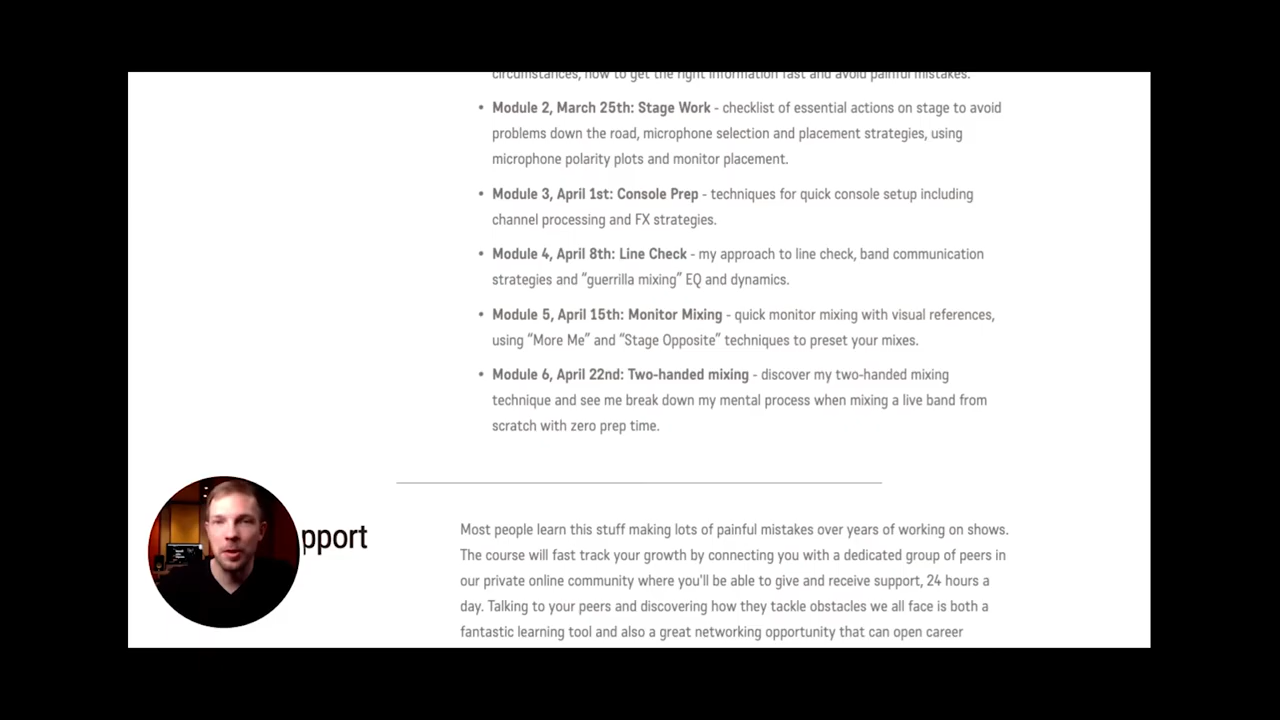 circumstances, how to get the right information fast and avoid painful mistakes.
• Module 2, March 25th: Stage Work - checklist of essential actions on stage to avoid
problems down the road, microphone selection and placement strategies, using
microphone polarity plots and monitor placement.
• Module 3, April 1st: Console Prep - techniques for quick console setup including
channel processing and FX strategies.
• Module 4, April 8th: Line Check - my approach to line check, band communication
strategies and “guerrilla mixing” EQ and dynamics.
• Module 5, April 15th: Monitor Mixing - quick monitor mixing with visual references,
using “More Me” and “Stage Opposite” techniques to preset your mixes.
• Module 6, April 22nd: Two-handed mixing - discover my two-handed mixing
technique and see me break down my mental process when mixing a live band from
scratch with zero prep time.
pport
Most people learn this stuff making lots of painful mistakes over years of working on shows.
The course will fast track your growth by connecting you with a dedicated group of peers in
our private online community where you'll be able to give and receive support, 24 hours a
day. Talking to your peers and discovering how they tackle obstacles we all face is both a
fantastic learning tool and also a great networking opportunity that can open career